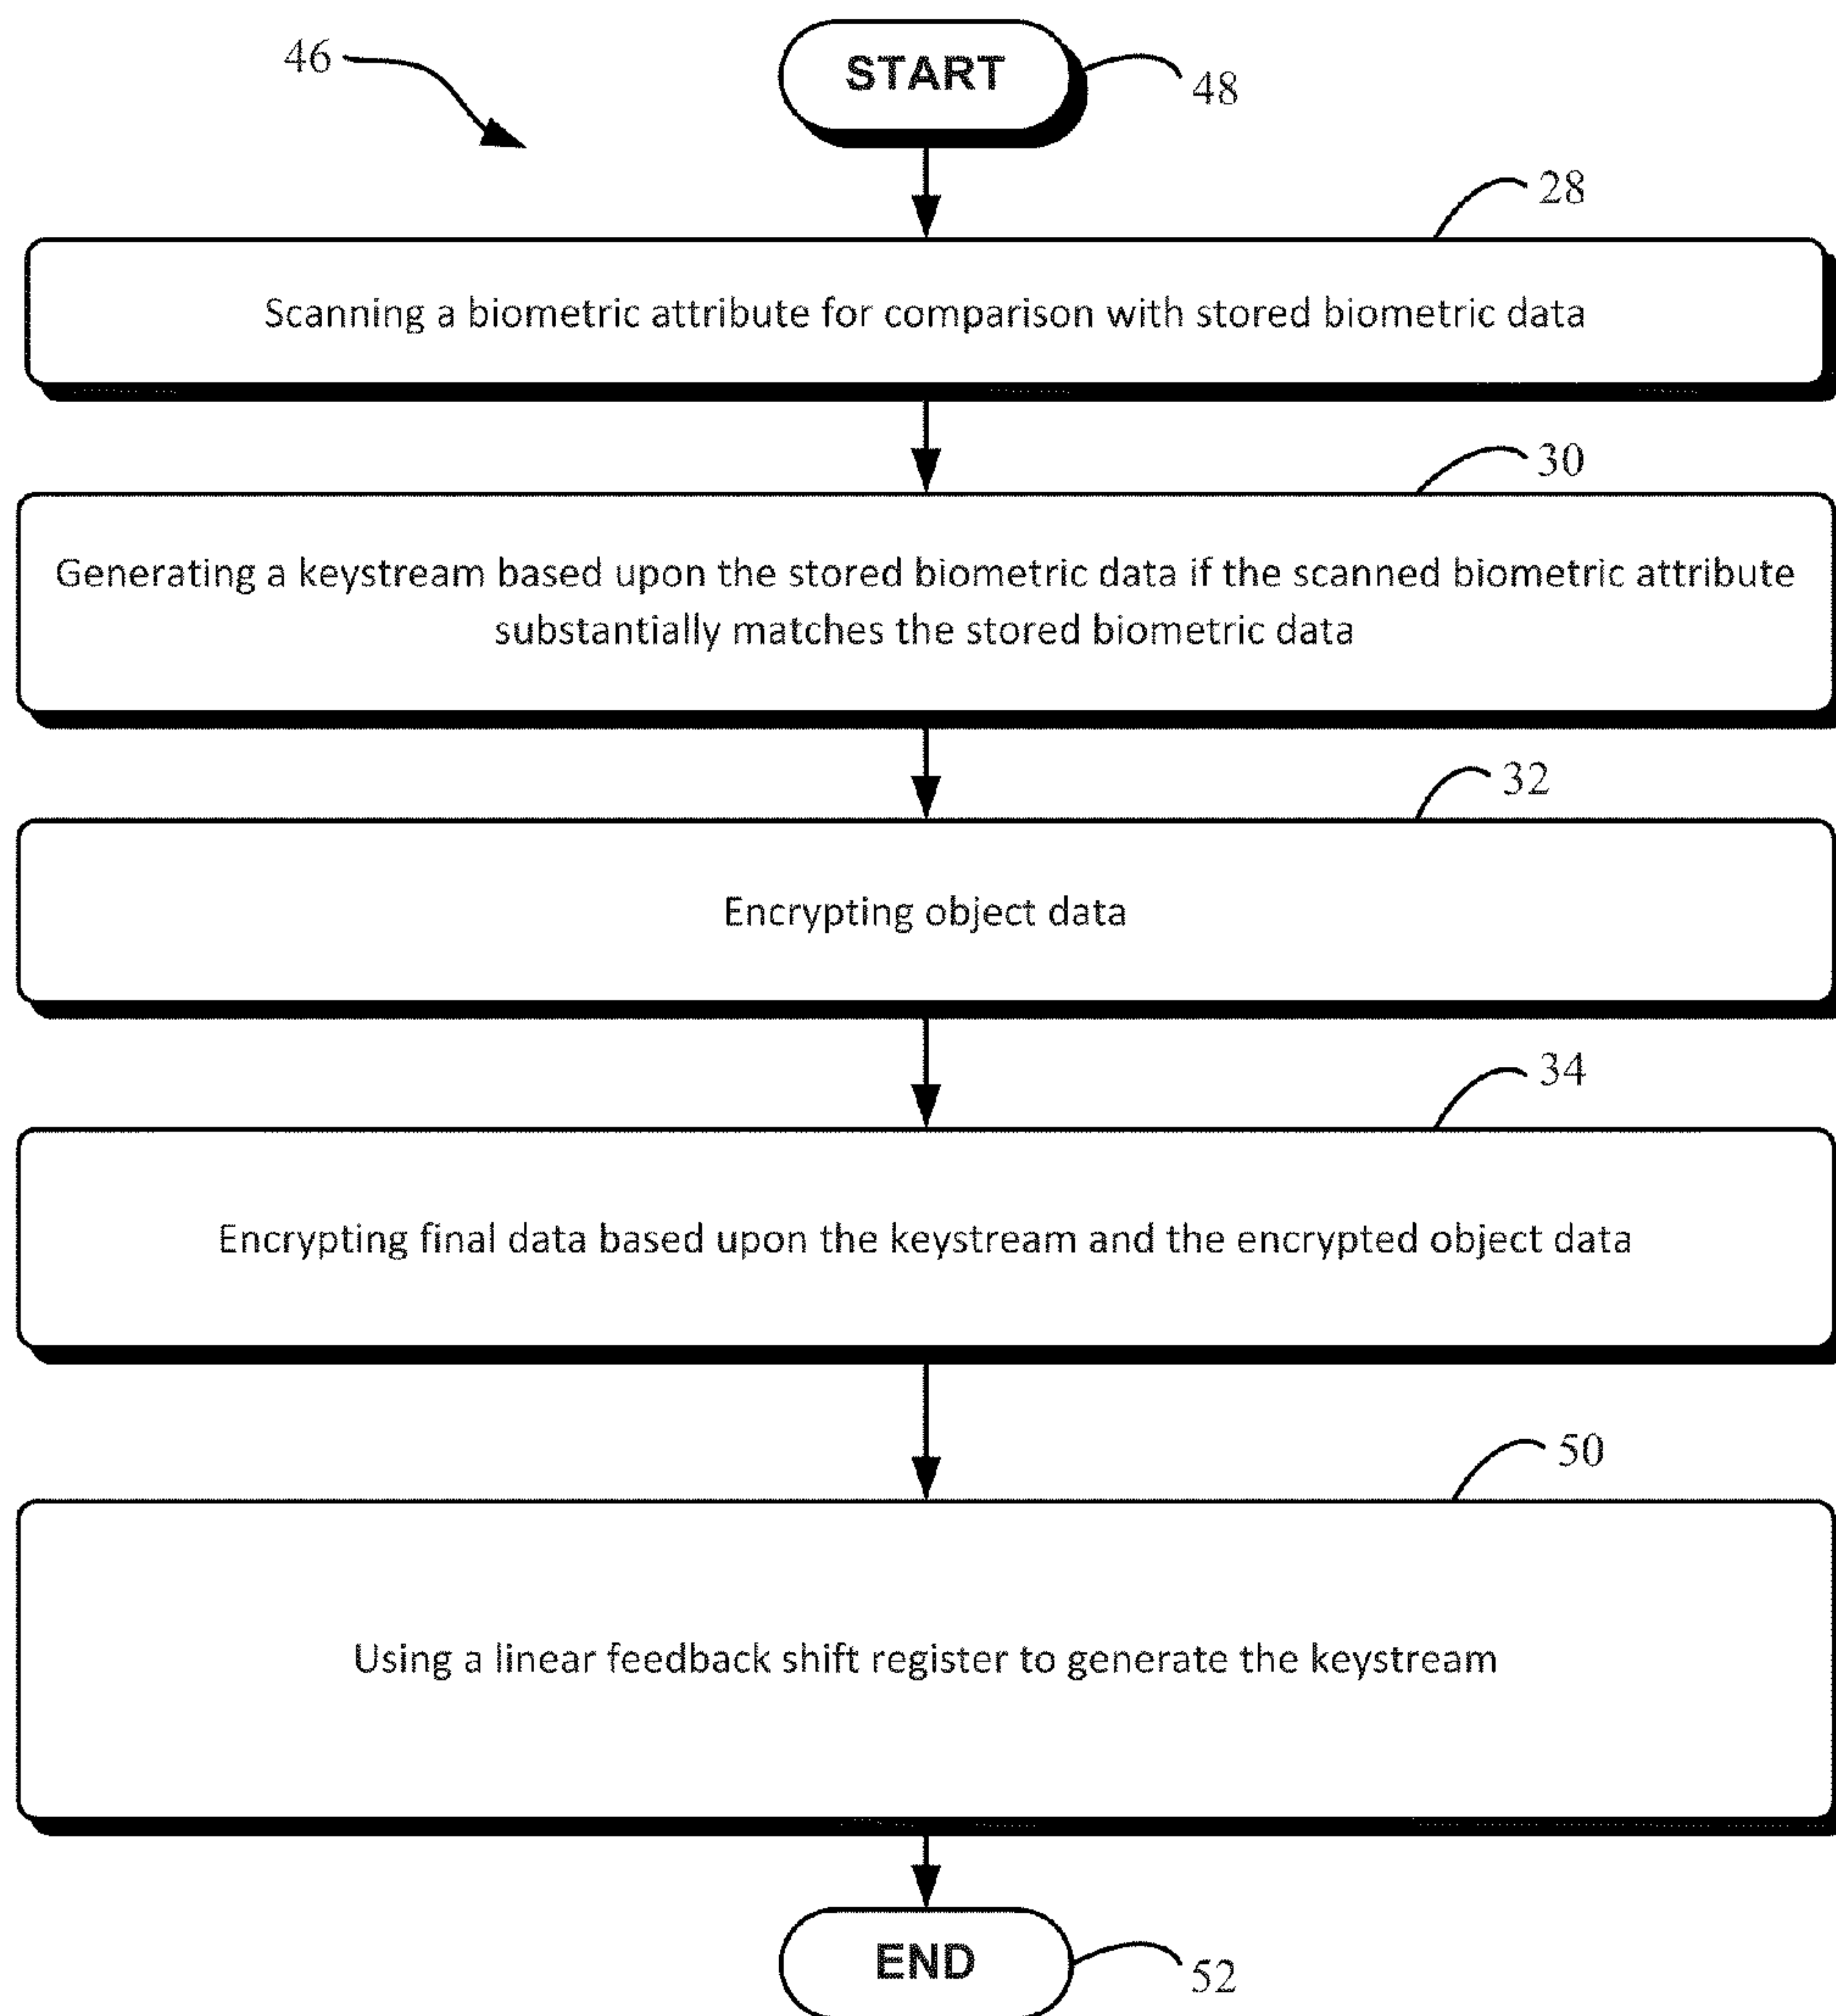 46
START
48
28
Scanning a biometric attribute for comparison with stored biometric data
30
Generating a keystream based upon the stored biometric data if the scanned biometric attribute
substantially matches the stored biometric data
32
Encrypting object data
34
Encrypting final data based upon the keystream and the encrypted object data
50
Using a linear feedback shift register to generate the keystream
END
52